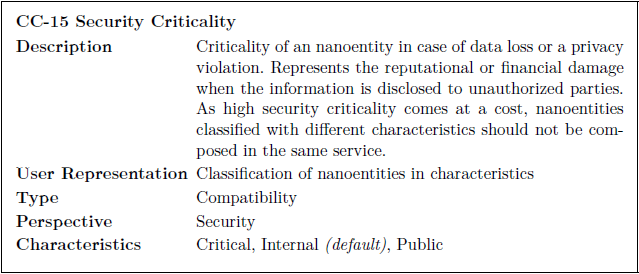 CC-15 Security Criticality
Description Criticality of an nanoentity in case of data loss or a privacy
violation. Represents the reputational or financial damage
when the information is disclosed to unauthorized parties.
As high security criticality comes at a cost, nanoentities
classified with different characteristics should not be com-
posed in the same service.
User Representation Classification of nanoentities in characteristics
Type Compatibility
Perspective Security
Characteristics Critical, Internal (default), Public